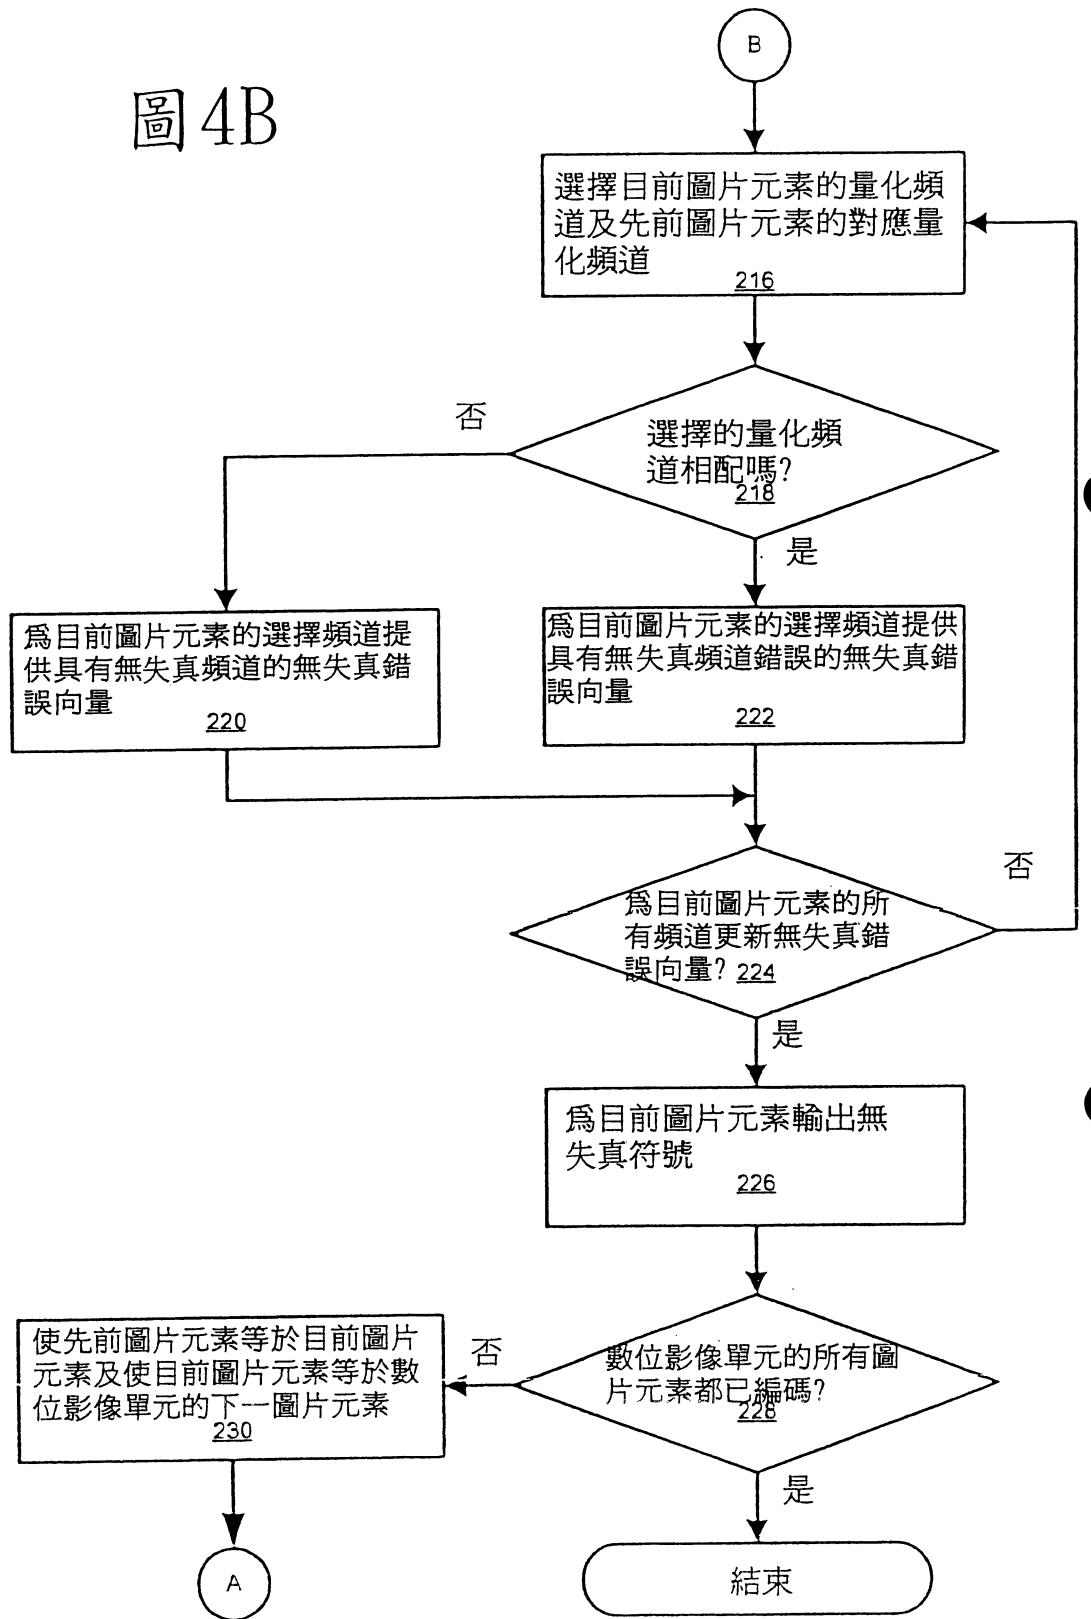 B
圖4B
選擇目前圖片元素的量化頻
道及先前圖片元素的對應量
化頻道
216
否
選擇的量化頻
道相配嗎?
218
是
爲目前圖片元素的選擇頻道提
供具有無失真頻道的無失真錯
誤向量
220
爲目前圖片元素的選擇頻道提供
具有無失真頻道錯誤的無失真錯
誤向量
222
否
爲目前圖片元素的所
有頻道更新無失真錯
誤向量?
224
是
爲目前圖片元素輸出無
失真符號
226
使先前圖片元素等於目前圖片
元素及使目前圖片元素等於數
位影像單元的下一圖片元素
230
否
數位影像單元的所有圖
片元素都已編碼?
228
是
A
結束